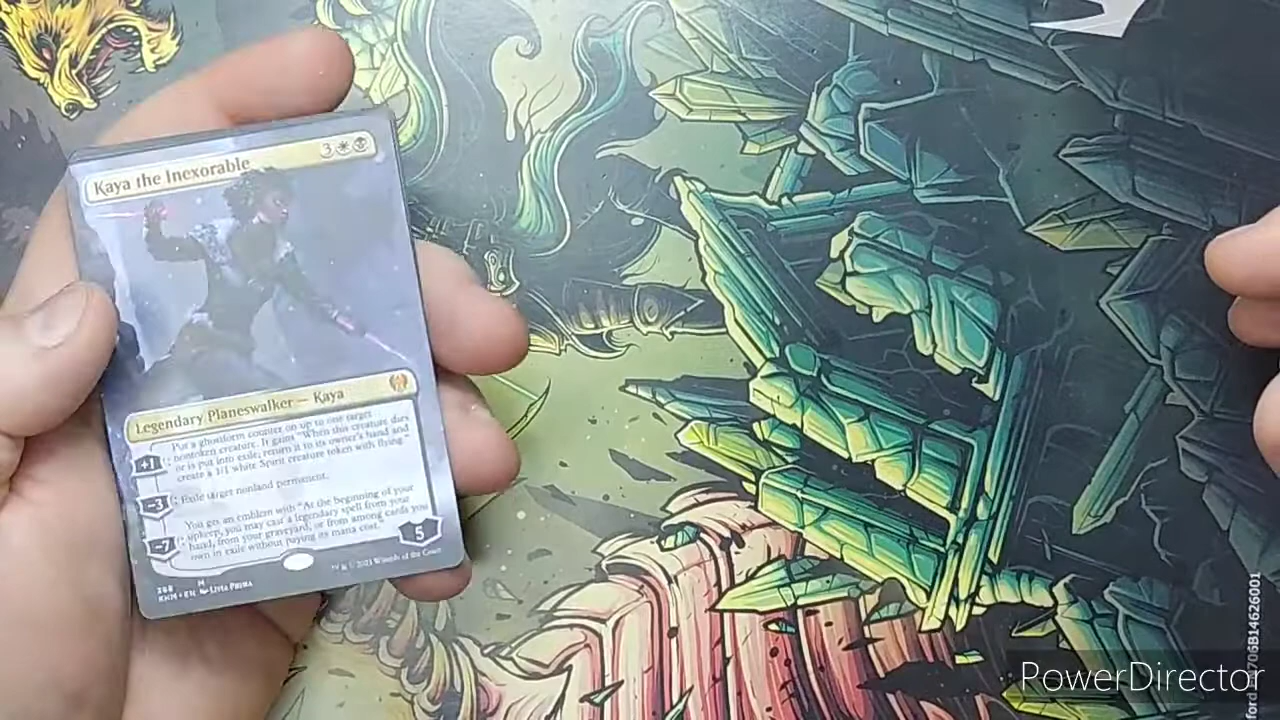 Kaya the Inexorable 3
Legendary Planeswalker — Kaya
+1: Put a ghostform counter on up to one target
nontoken creature. It gains "When this creature dies
or is put into exile, return it to its owner's hand and
create a 1/1 white Spirit creature token with flying."
-3: Exile target nonland permanent.
-7: You get an emblem with "At the beginning of your
upkeep, you may cast a legendary spell from your
hand, from your graveyard, or from among cards you
own in exile without paying its mana cost."
5
M
KHM • EN
™ & © 2021 Wizards of the Coast
706B14626001
PowerDirector